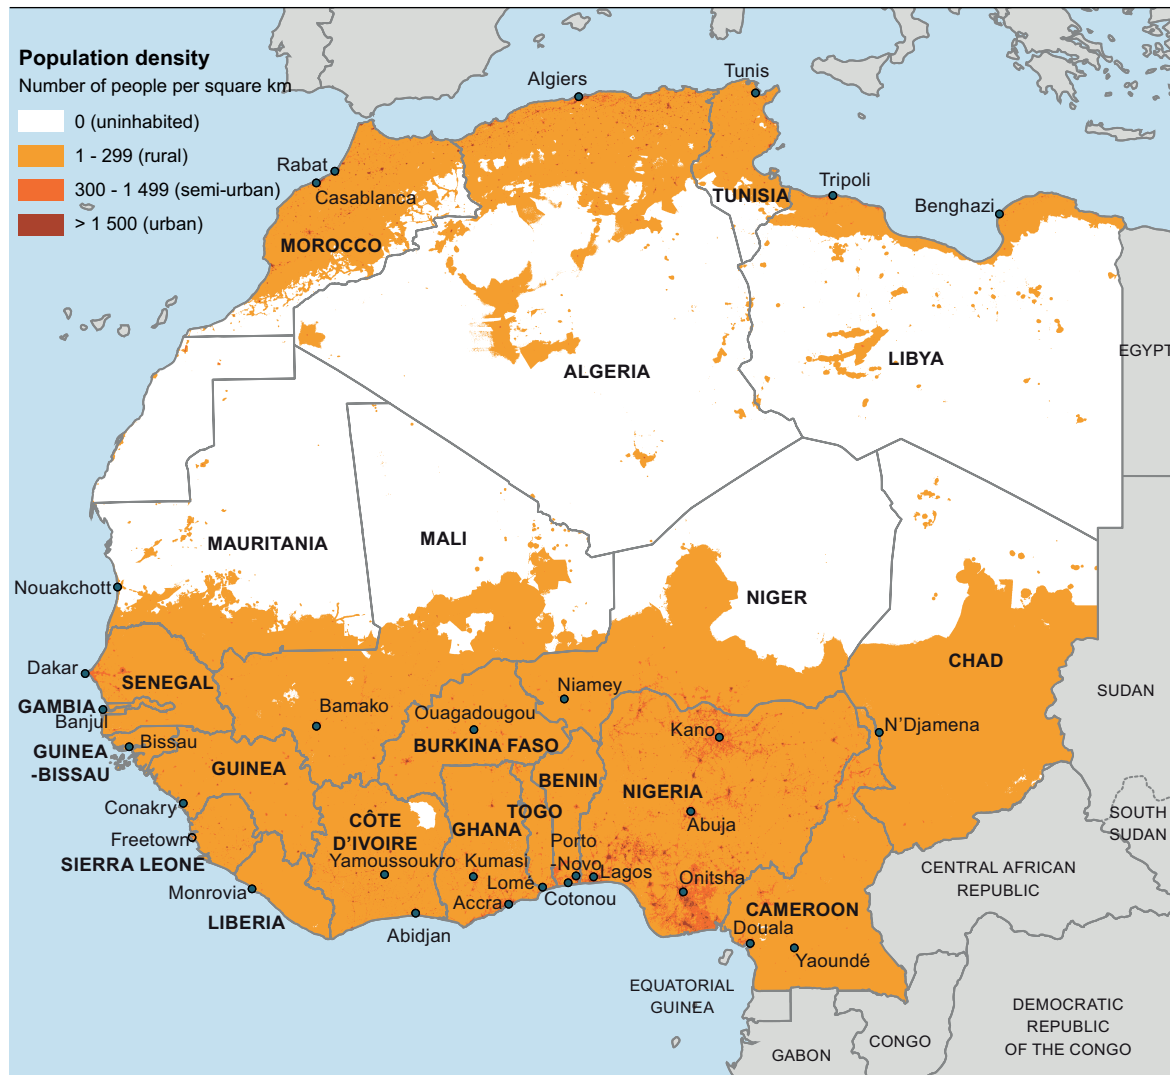 Population density
Number of people per square km
0 (uninhabited)
1 - 299 (rural)
300 - 1 499 (semi-urban)
> 1 500 (urban)
Algiers
Tunis
Rabat
Casablanca
MOROCCO
TUNISIA
Tripoli
Benghazi
ALGERIA
LIBYA
EGYPT
MAURITANIA
MALI
NIGER
CHAD
SUDAN
Nouakchott
Dakar
SENEGAL
GAMBIA
Banjul
Bamako
Niamey
Ouagadougou
BURKINA FASO
Kano
N'Djamena
GUINEA
-BISSAU
Bissau
GUINEA
BENIN
NIGERIA
Abuja
SOUTH
SUDAN
Conakry
Freetown
SIERRA LEONE
CÔTE
D'IVOIRE
Yamoussoukro
GHANA
TOGO
Kumasi
Porto
-Novo
Lagos
Onitsha
Lomé
Cotonou
Accra
Monrovia
LIBERIA
Abidjan
CAMEROON
Douala
Yaoundé
CENTRAL AFRICAN
REPUBLIC
EQUATORIAL
GUINEA
GABON
CONGO
DEMOCRATIC
REPUBLIC
OF THE CONGO